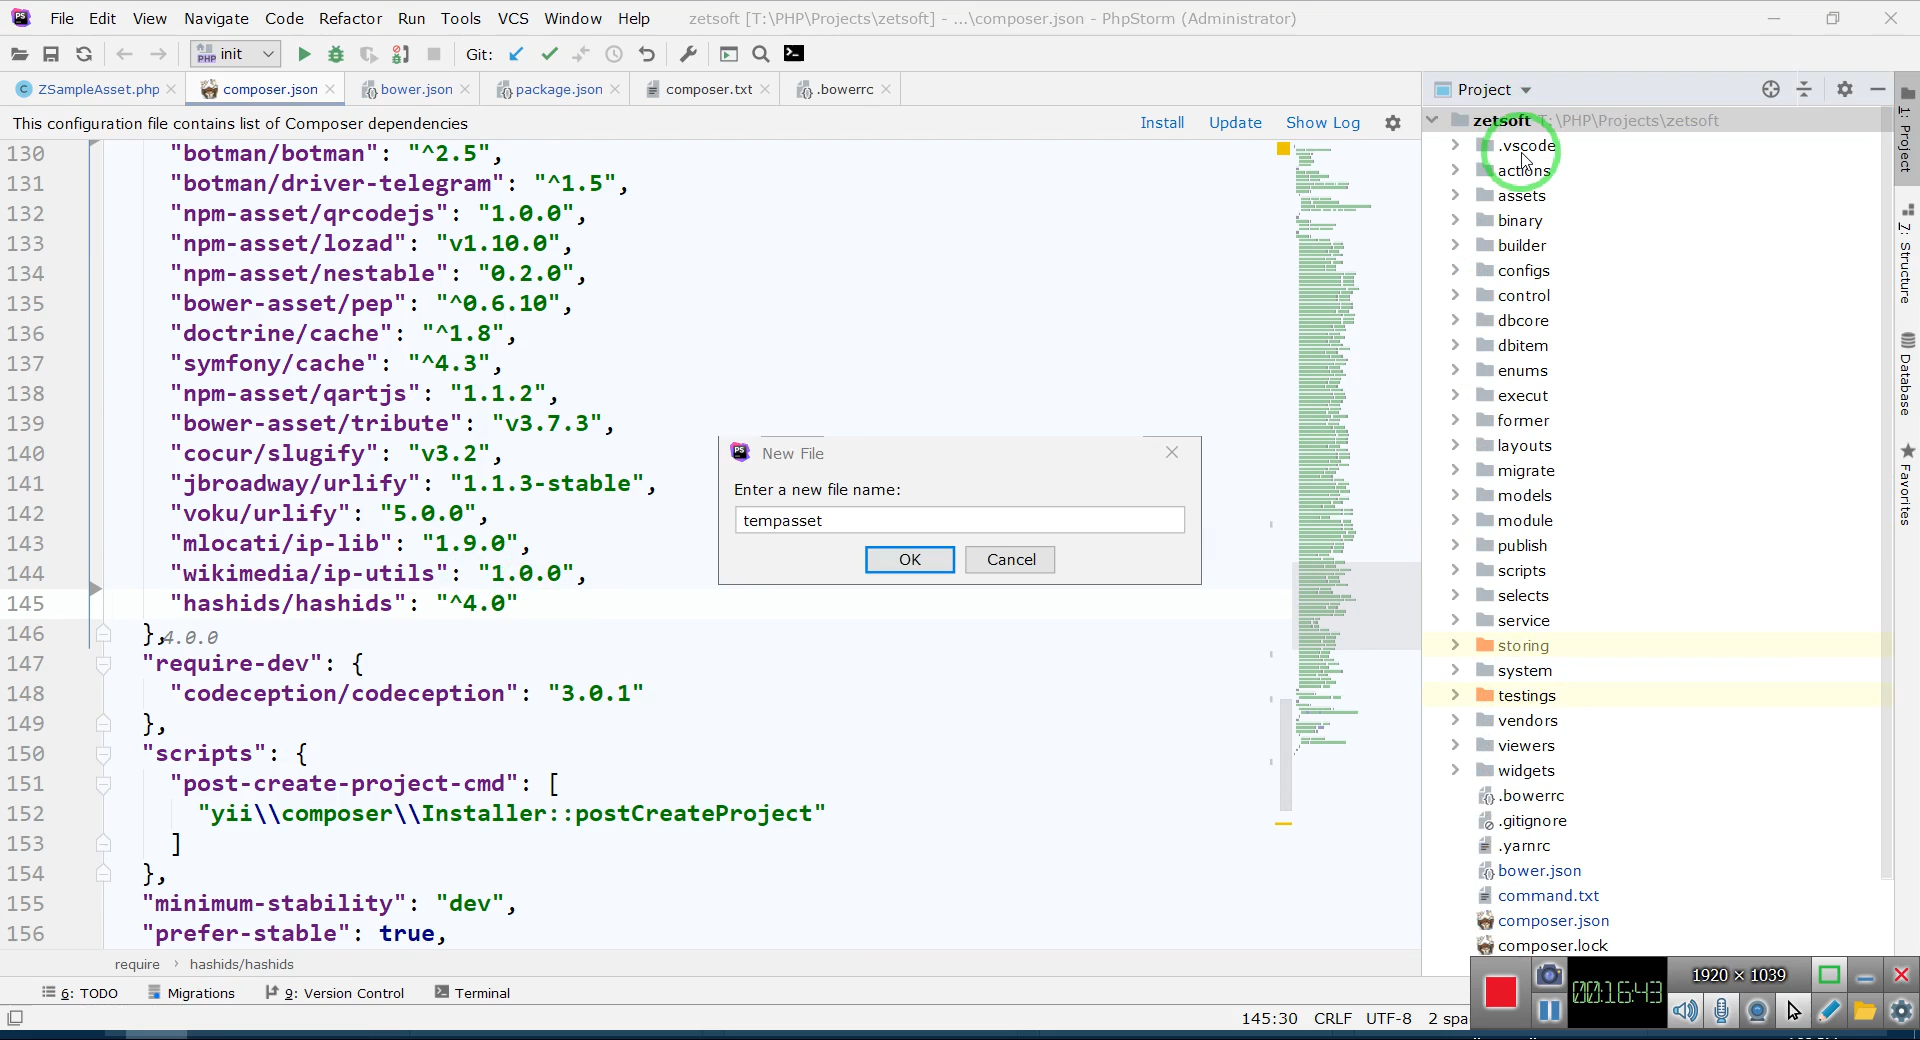 File Edit View Navigate Code Refactor Run Tools VCS Window Help zetsoft [T:\PHP\Projects\zetsoft] - ...\composer.json - PhpStorm (Administrator)
init Git:
ZSampleAsset.php composer.json bower.json package.json composer.txt .bowerrc
This configuration file contains list of Composer dependencies Install Update Show Log
130 "botman/botman": "^2.5",
131 "botman/driver-telegram": "^1.5",
132 "npm-asset/qrcodejs": "1.0.0",
133 "npm-asset/lozad": "v1.10.0",
134 "npm-asset/nestable": "0.2.0",
135 "bower-asset/pep": "^0.6.10",
136 "doctrine/cache": "^1.8",
137 "symfony/cache": "^4.3",
138 "npm-asset/qartjs": "1.1.2",
139 "bower-asset/tribute": "v3.7.3",
140 "cocur/slugify": "v3.2",
141 "jbroadway/urlify": "1.1.3-stable",
142 "voku/urlify": "5.0.0",
143 "mlocati/ip-lib": "1.9.0",
144 "wikimedia/ip-utils": "1.0.0",
145 "hashids/hashids": "^4.0"
146 }, 4.0.0
147 "require-dev": {
148 "codeception/codeception": "3.0.1"
149 },
150 "scripts": {
151 "post-create-project-cmd": [
152 "yii\\composer\\Installer::postCreateProject"
153 ]
154 },
155 "minimum-stability": "dev",
156 "prefer-stable": true,
require › hashids/hashids
6: TODO Migrations 9: Version Control Terminal
145:30 CRLF UTF-8 2 spa
New File
Enter a new file name:
tempasset
OK Cancel
Project
zetsoft T:\PHP\Projects\zetsoft
.vscode
actions
assets
binary
builder
configs
control
dbcore
dbitem
enums
execut
former
layouts
migrate
models
module
publish
scripts
selects
service
storing
system
testings
vendors
viewers
widgets
.bowerrc
.gitignore
.yarnrc
bower.json
command.txt
composer.json
composer.lock
1: Project
7: Structure
Database
Favorites
00:16:43 1920 × 1039